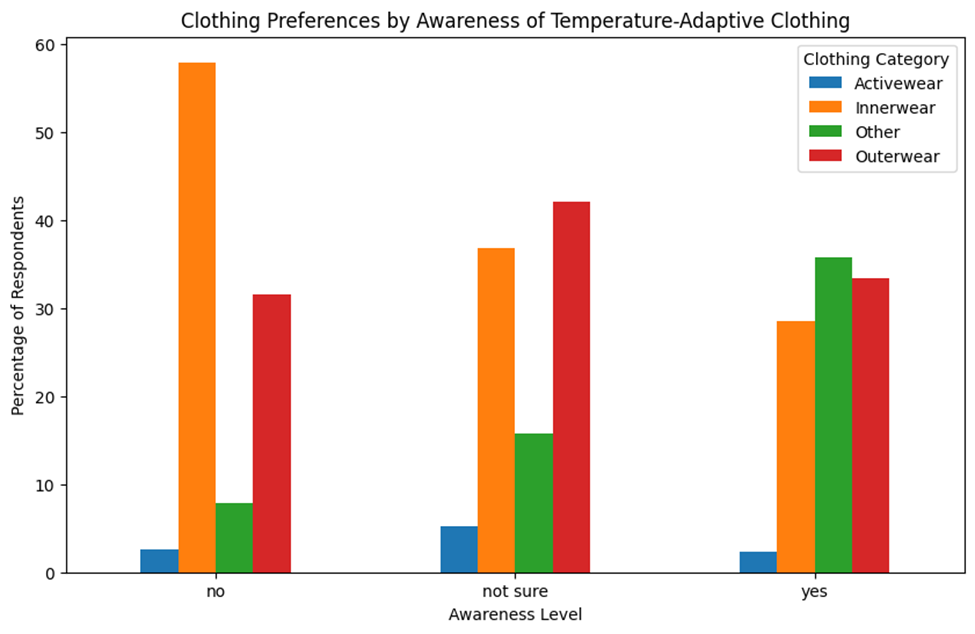 Clothing Preferences by Awareness of Temperature-Adaptive Clothing
Clothing Category
Activewear
Innerwear
Other
Outerwear
Percentage of Respondents
60
50
40
30
20
10
0
no
not sure
yes
Awareness Level